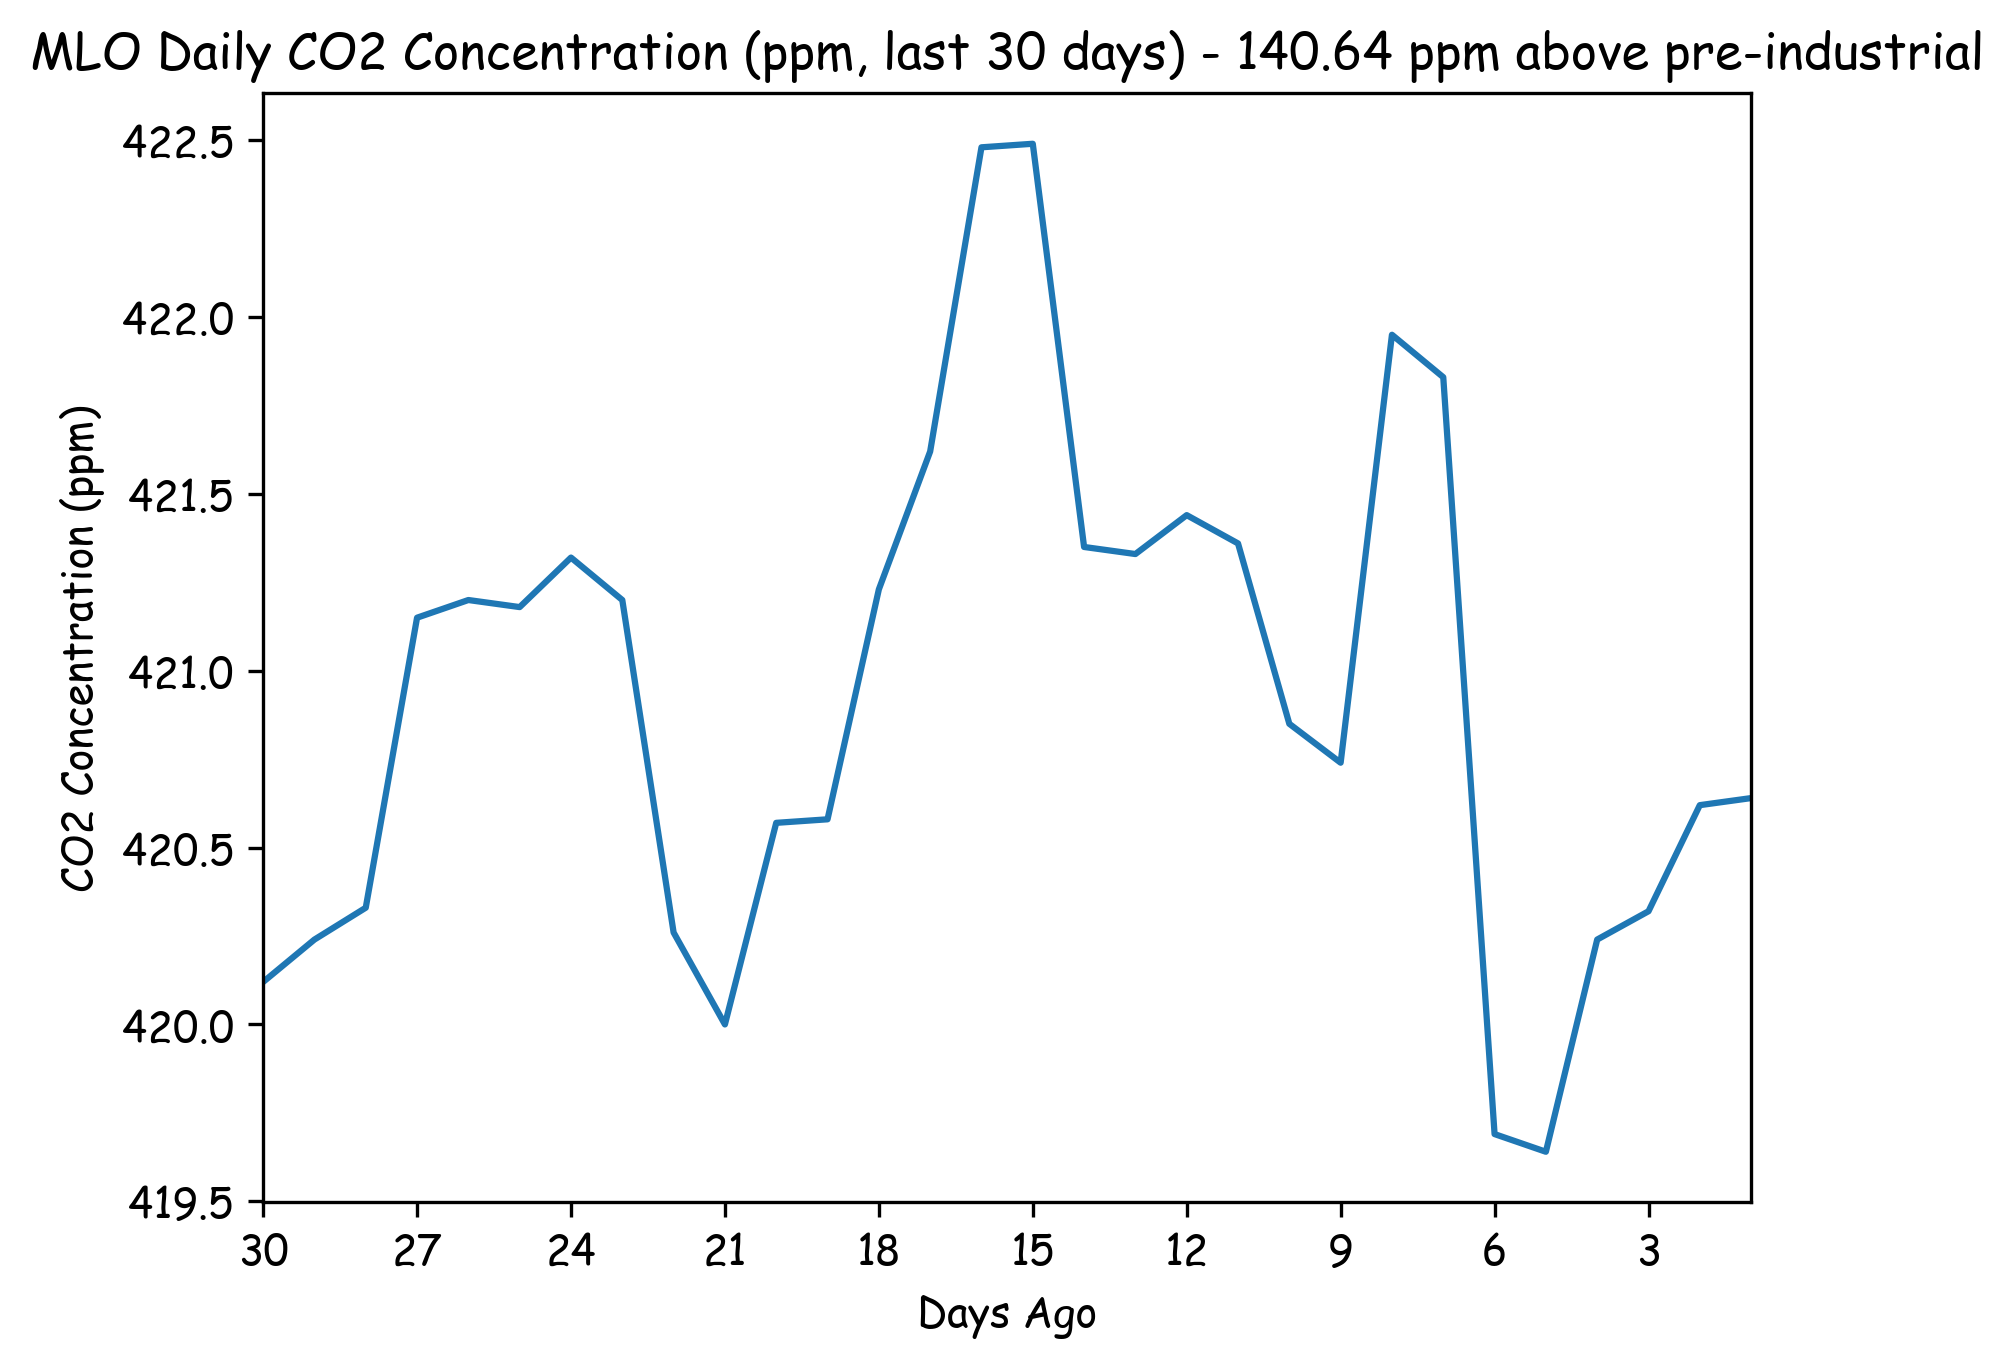 MLO Daily CO2 Concentration (ppm, last 30 days) - 140.64 ppm above pre-industrial
422.5
422.0
421.5
421.0
420.5
420.0
419.5
CO2 Concentration (ppm)
30 27 24 21 18 15 12 9 6 3
Days Ago